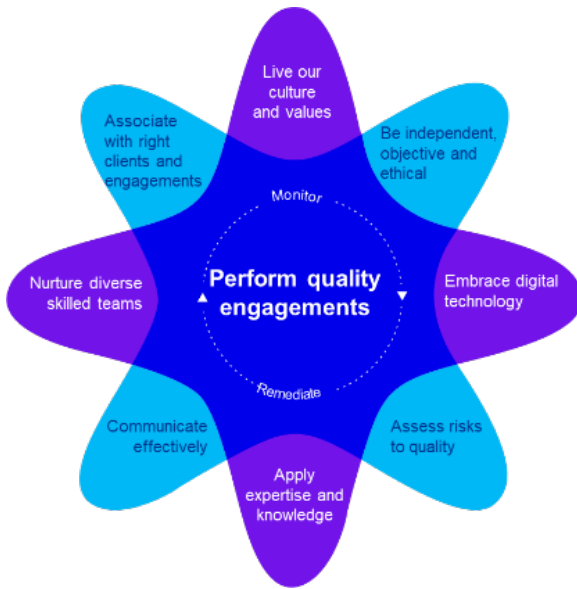 Live our
culture
and values
Associate
with right
clients and
engagements
Be independent,
objective and
ethical
Monitor
Nurture diverse
skilled teams
Perform quality
engagements
Embrace digital
technology
Remediate
Communicate
effectively
Assess risks
to quality
Apply
expertise and
knowledge